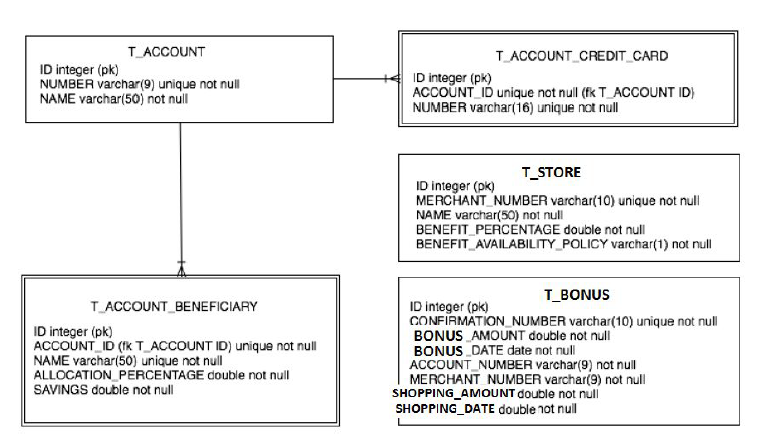 T_ACCOUNT
ID integer (pk)
NUMBER varchar(9) unique not null
NAME varchar(50) not null
T_ACCOUNT_CREDIT_CARD
ID integer (pk)
ACCOUNT_ID unique not null (fk T_ACCOUNT ID)
NUMBER varchar(16) unique not null
T_STORE
ID integer (pk)
MERCHANT_NUMBER varchar(10) unique not null
NAME varchar(50) not null
BENEFIT_PERCENTAGE double not null
BENEFIT_AVAILABILITY_POLICY varchar(1) not null
T_ACCOUNT_BENEFICIARY
ID integer (pk)
ACCOUNT_ID (fk T_ACCOUNT ID) unique not null
NAME varchar(50) unique not null
ALLOCATION_PERCENTAGE double not null
SAVINGS double not null
T_BONUS
ID integer (pk)
CONFIRMATION_NUMBER varchar(10) unique not null
BONUS _AMOUNT double not null
BONUS _DATE date not null
ACCOUNT_NUMBER varchar(9) not null
MERCHANT_NUMBER varchar(9) not null
SHOPPING_AMOUNT double not null
SHOPPING_DATE double not null